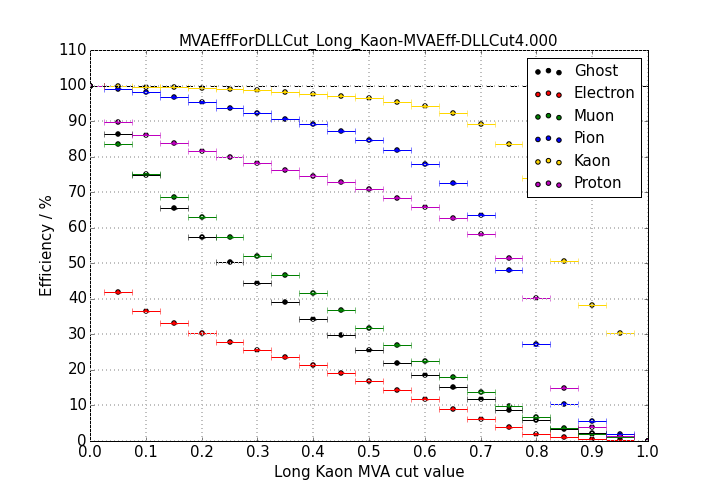 MVAEffForDLLCut_Long_Kaon-MVAEff-DLLCut4.000
110
100
90
80
70
60
50
40
30
20
10
0
Efficiency / %
Ghost
Electron
Muon
Pion
Kaon
Proton
0.0 0.1 0.2 0.3 0.4 0.5 0.6 0.7 0.8 0.9 1.0
Long Kaon MVA cut value